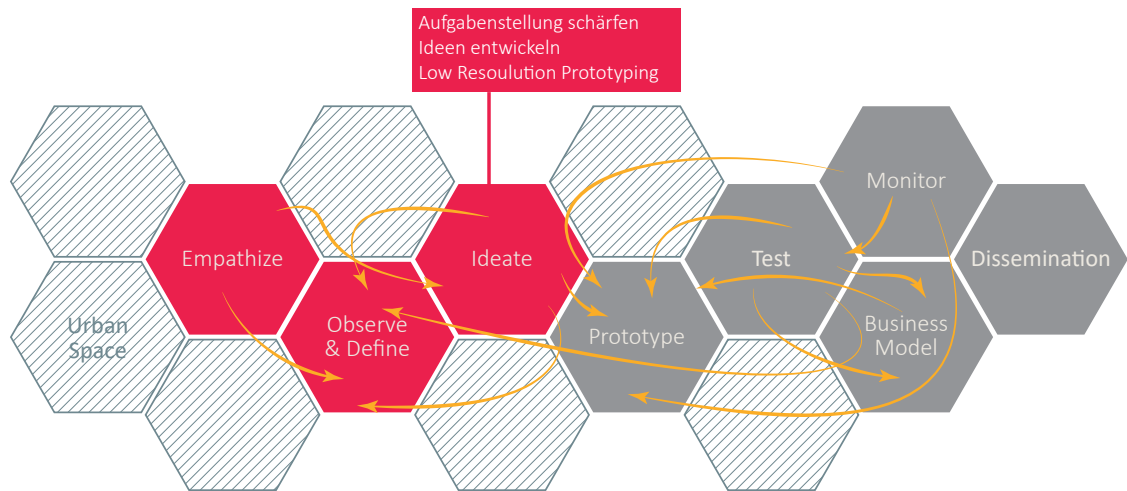 Aufgabenstellung schärfen
Ideen entwickeln
Low Resoulution Prototyping
Monitor
Empathize
Ideate
Test
Dissemination
Urban
Space
Observe
& Define
Prototype
Business
Model